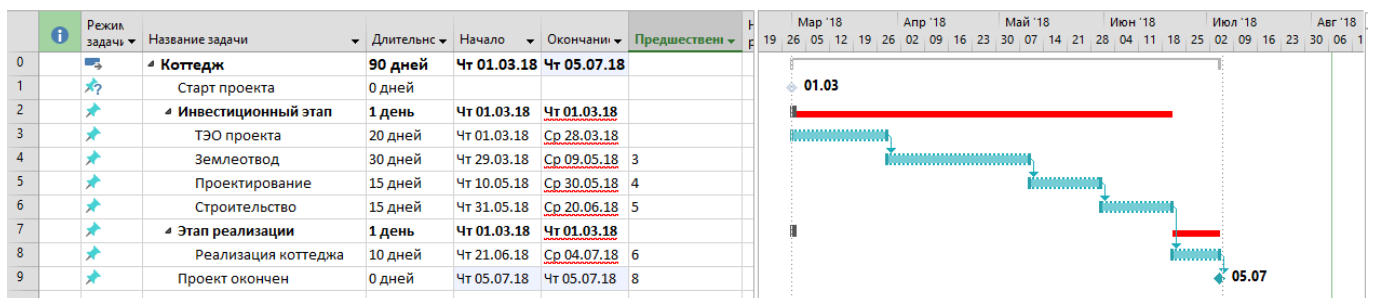 Режим задачи Название задачи Длительнс Начало Окончани Предшествені Н р
Мар '18 Апр '18 Май '18 Июн '18 Июл '18 Авг '18
19 26 05 12 19 26 02 09 16 23 30 07 14 21 28 04 11 18 25 02 09 16 23 30 06 1
0 Коттедж 90 дней Чт 01.03.18 Чт 05.07.18
1 Старт проекта 0 дней 01.03
2 Инвестиционный этап 1 день Чт 01.03.18 Чт 01.03.18
3 ТЭО проекта 20 дней Чт 01.03.18 Ср 28.03.18
4 Землеотвод 30 дней Чт 29.03.18 Ср 09.05.18 3
5 Проектирование 15 дней Чт 10.05.18 Ср 30.05.18 4
6 Строительство 15 дней Чт 31.05.18 Ср 20.06.18 5
7 Этап реализации 1 день Чт 01.03.18 Чт 01.03.18
8 Реализация коттеджа 10 дней Чт 21.06.18 Ср 04.07.18 6
9 Проект окончен 0 дней Чт 05.07.18 Чт 05.07.18 8 05.07